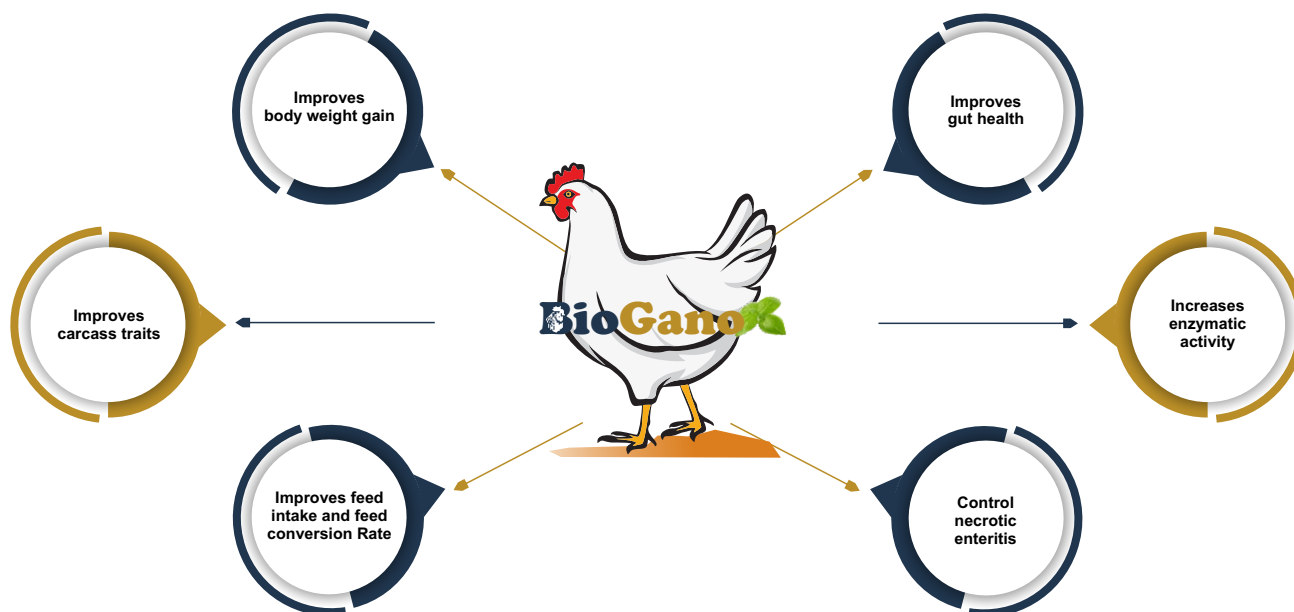 Improves
body weight gain
Improves
gut health
Improves
carcass traits
BioGano
Increases
enzymatic
activity
Improves feed
intake and feed
conversion Rate
Control
necrotic
enteritis